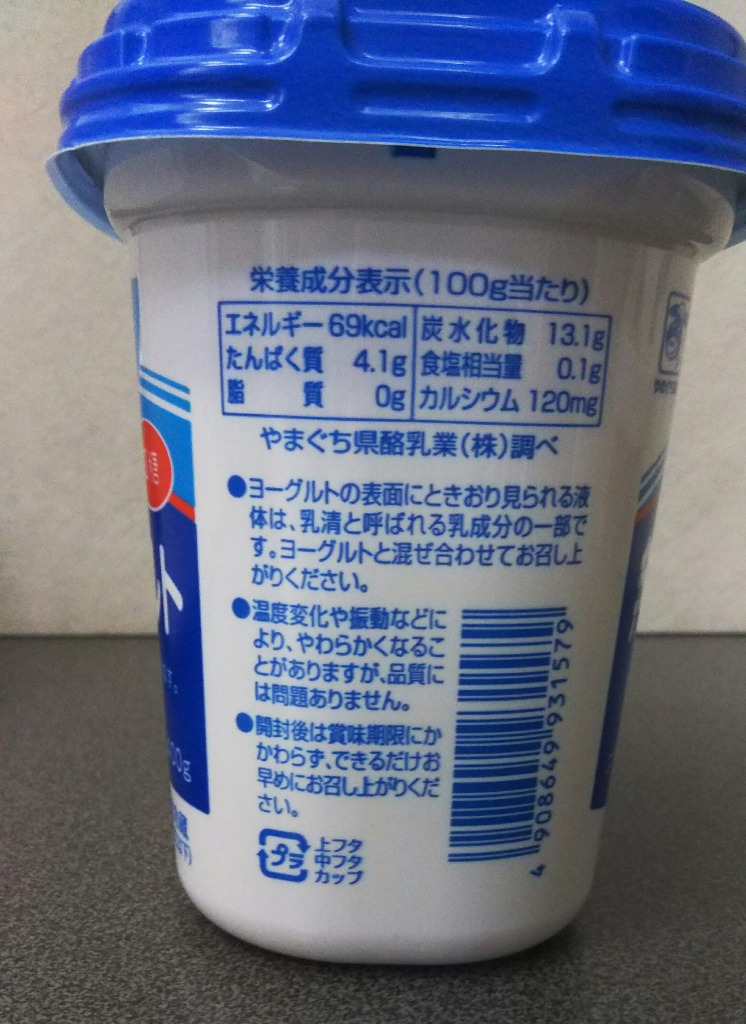 栄養成分表示(100g当たり)
エネルギー 69kcal 炭水化物 13.1g
たんぱく質 4.1g 食塩相当量 0.1g
脂質 0g カルシウム 120mg
やまぐち県酪乳業(株)調べ
●ヨーグルトの表面にときおり見られる液
体は、乳清と呼ばれる乳成分の一部で
す。ヨーグルトと混ぜ合わせてお召し上
がりください。
●温度変化や振動などに
より、やわらかくなるこ
とがありますが、品質に
は問題ありません。
●開封後は賞味期限にか
かわらず、できるだけお
早めにお召し上がりくだ
さい。
プラ
上フタ
中フタ
カップ
4 908649 931579
ルト